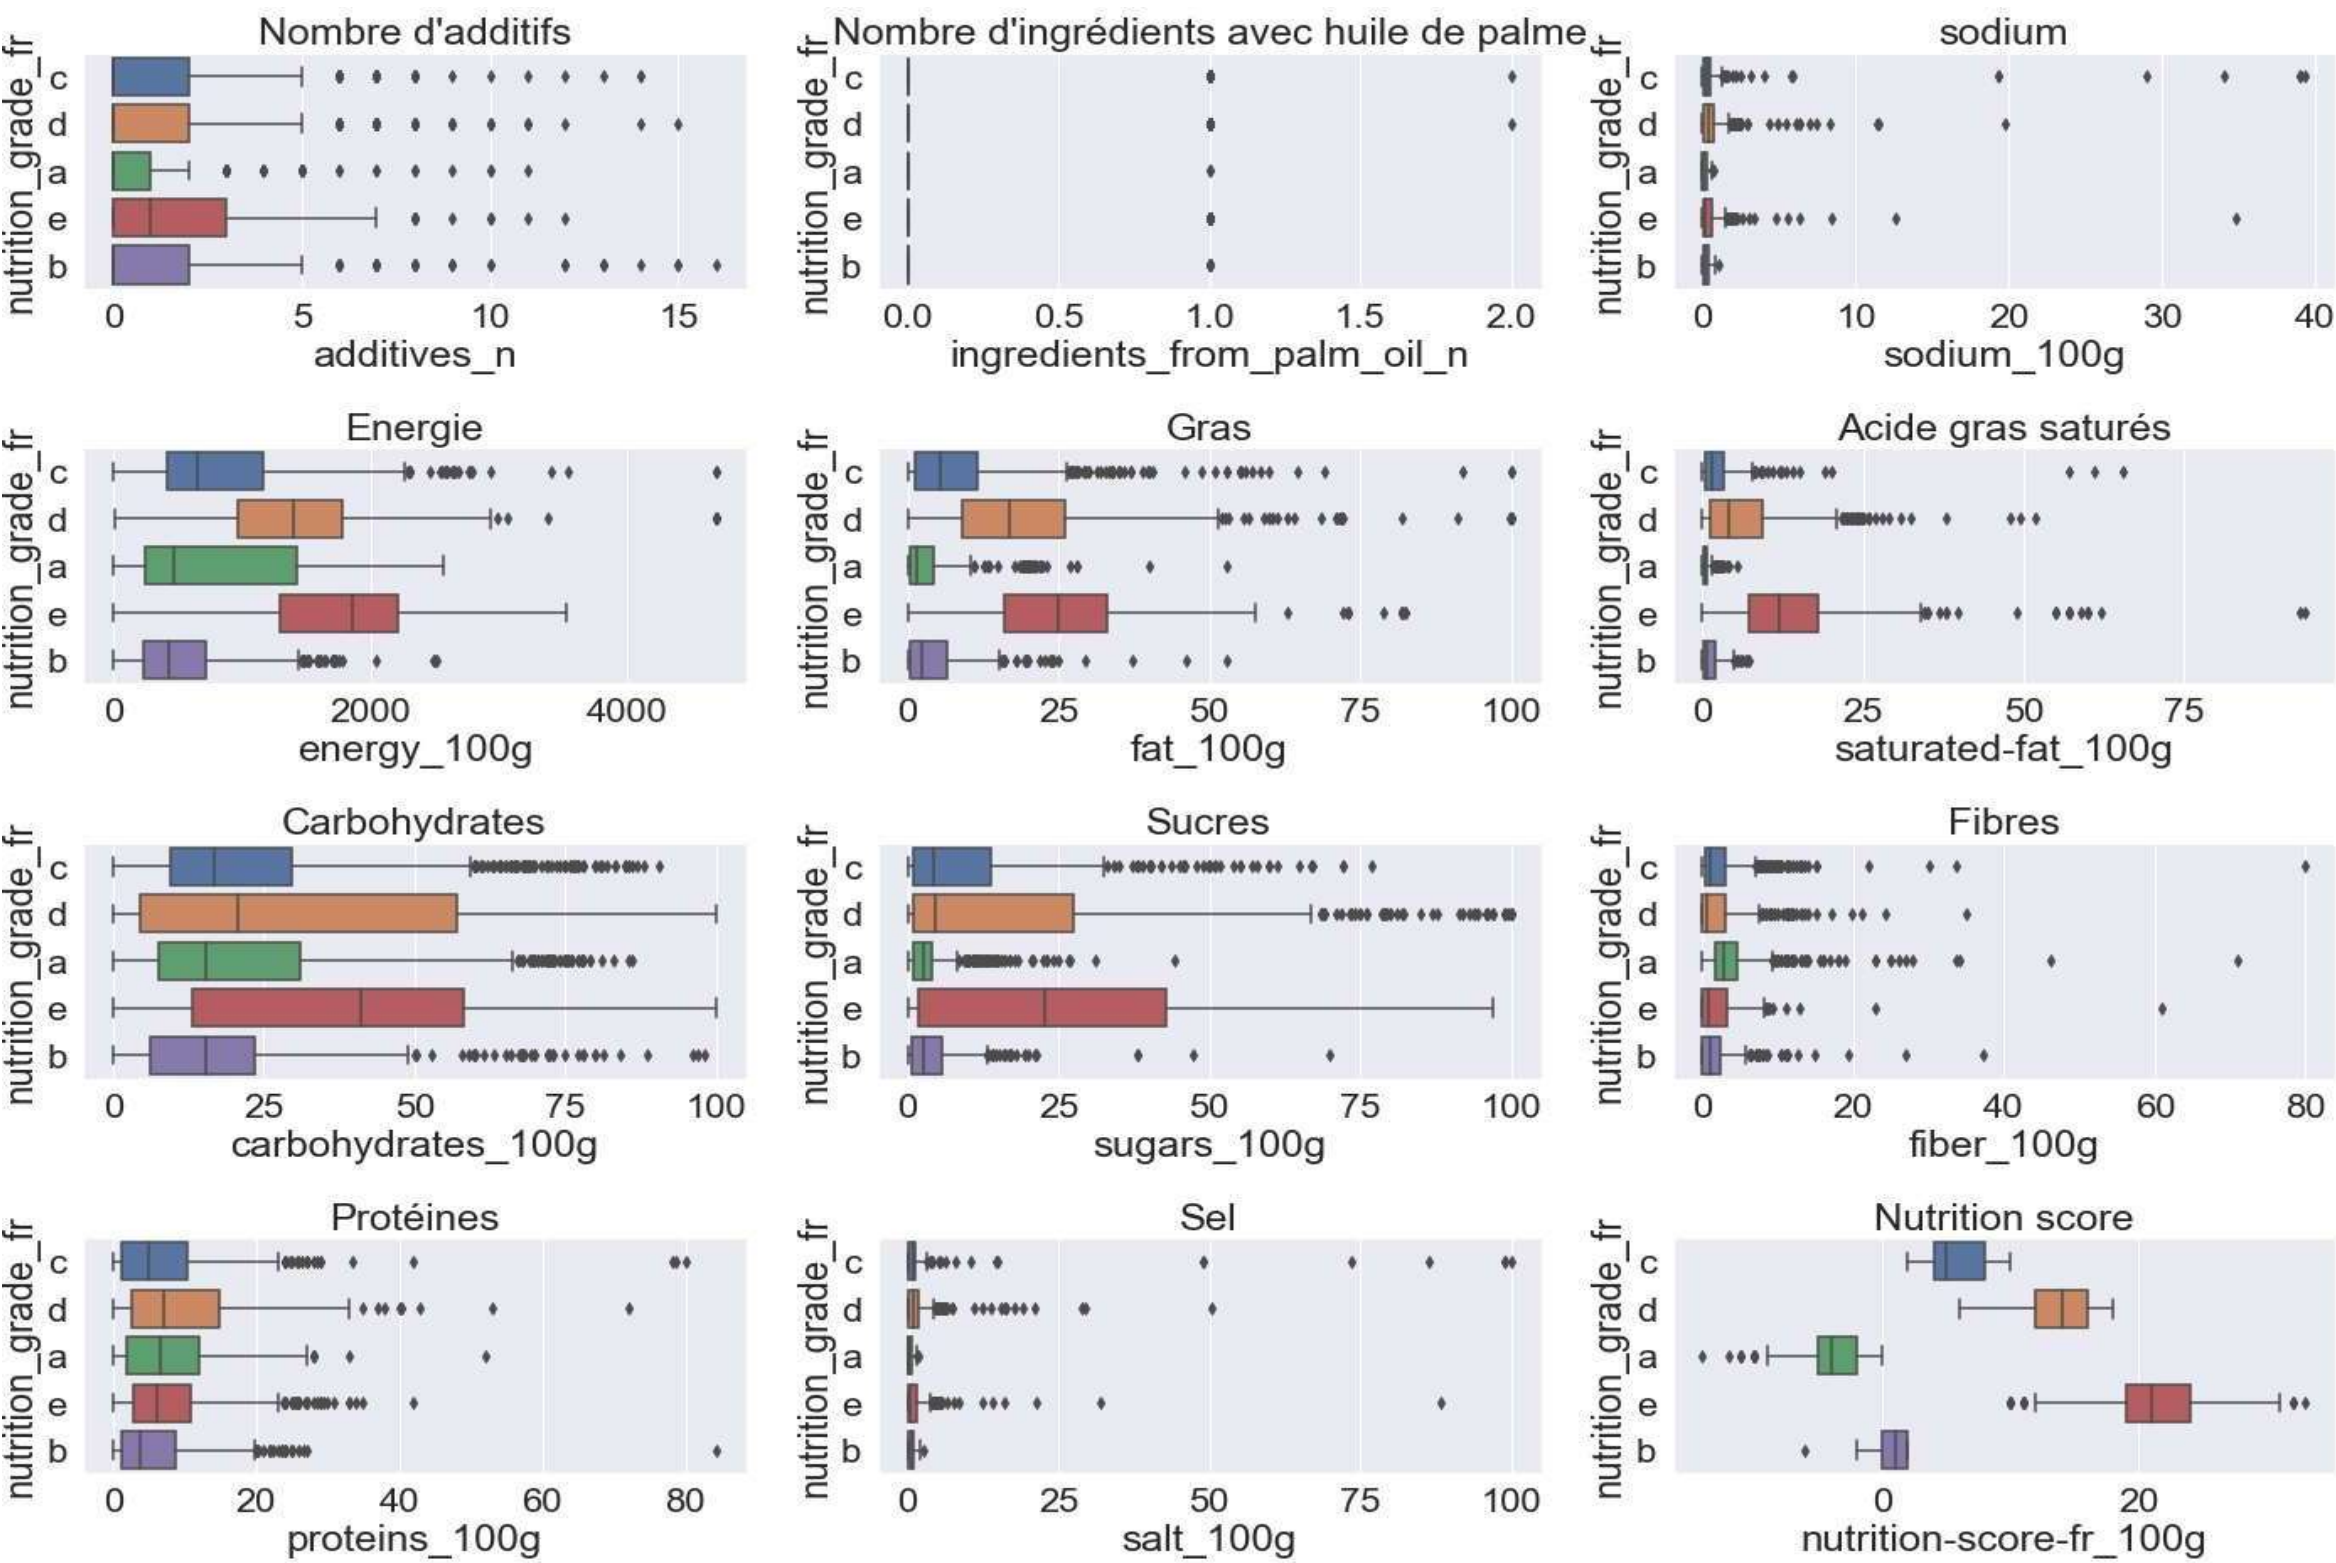 Nombre d'additifs
nutrition_grade_fr
c
d
a
e
b
0 5 10 15
additives_n
Nombre d'ingrédients avec huile de palme
nutrition_grade_fr
c
d
a
e
b
0.0 0.5 1.0 1.5 2.0
ingredients_from_palm_oil_n
sodium
nutrition_grade_fr
c
d
a
e
b
0 10 20 30 40
sodium_100g
Energie
nutrition_grade_fr
c
d
a
e
b
0 2000 4000
energy_100g
Gras
nutrition_grade_fr
c
d
a
e
b
0 25 50 75 100
fat_100g
Acide gras saturés
nutrition_grade_fr
c
d
a
e
b
0 25 50 75
saturated-fat_100g
Carbohydrates
nutrition_grade_fr
c
d
a
e
b
0 25 50 75 100
carbohydrates_100g
Sucres
nutrition_grade_fr
c
d
a
e
b
0 25 50 75 100
sugars_100g
Fibres
nutrition_grade_fr
c
d
a
e
b
0 20 40 60 80
fiber_100g
Protéines
nutrition_grade_fr
c
d
a
e
b
0 20 40 60 80
proteins_100g
Sel
nutrition_grade_fr
c
d
a
e
b
0 25 50 75 100
salt_100g
Nutrition score
nutrition_grade_fr
c
d
a
e
b
0 20
nutrition-score-fr_100g